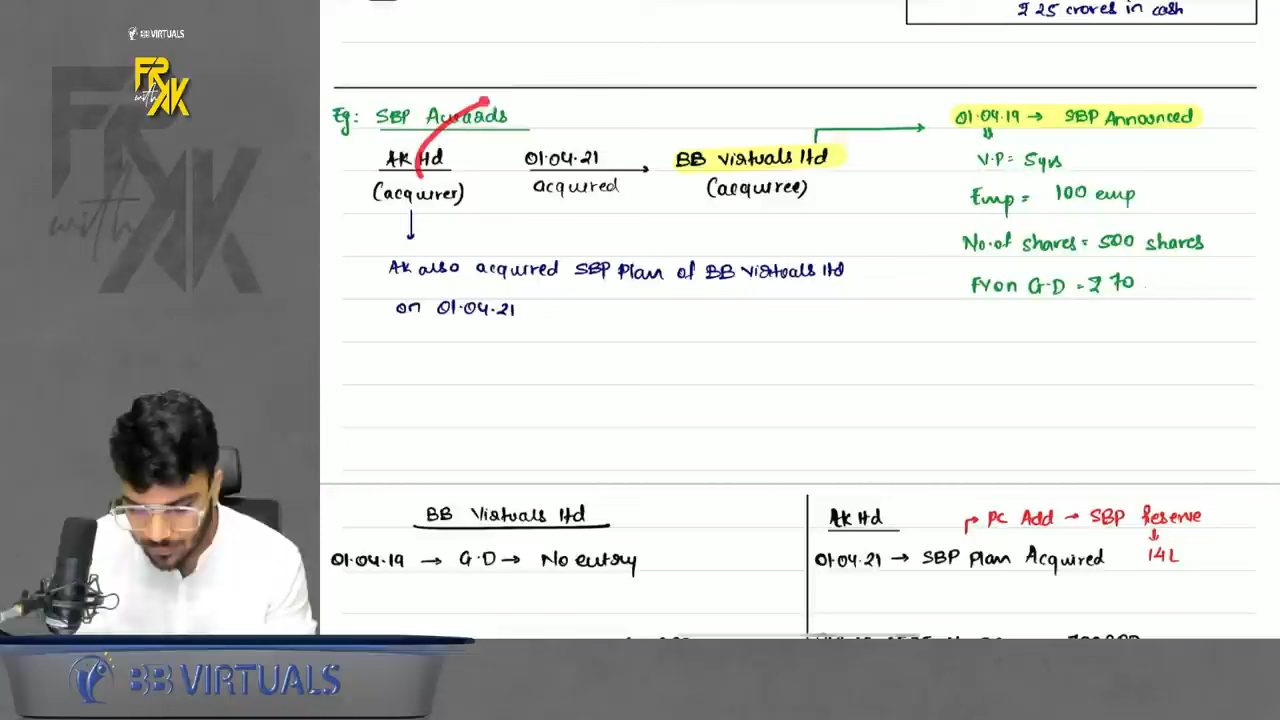 BB VIRTUALS
FR
with
AK
₹ 25 crores in cash
Eg: SBP Awards
AK ltd
(acquirer)
01.04.21
acquired
BB Virtuals ltd
(acquiree)
01.04.19 → SBP Announced
V.P = 5yrs
Emp = 100 emp
No. of shares = 500 shares
FV on G.D = ₹ 70
AK also acquired SBP Plan of BB Virtuals ltd
on 01.04.21
BB Virtuals ltd
01.04.19 → G.D → No entry
AK ltd
PC Add → SBP Reserve
14L
01.04.21 → SBP Plan Acquired
BB VIRTUALS